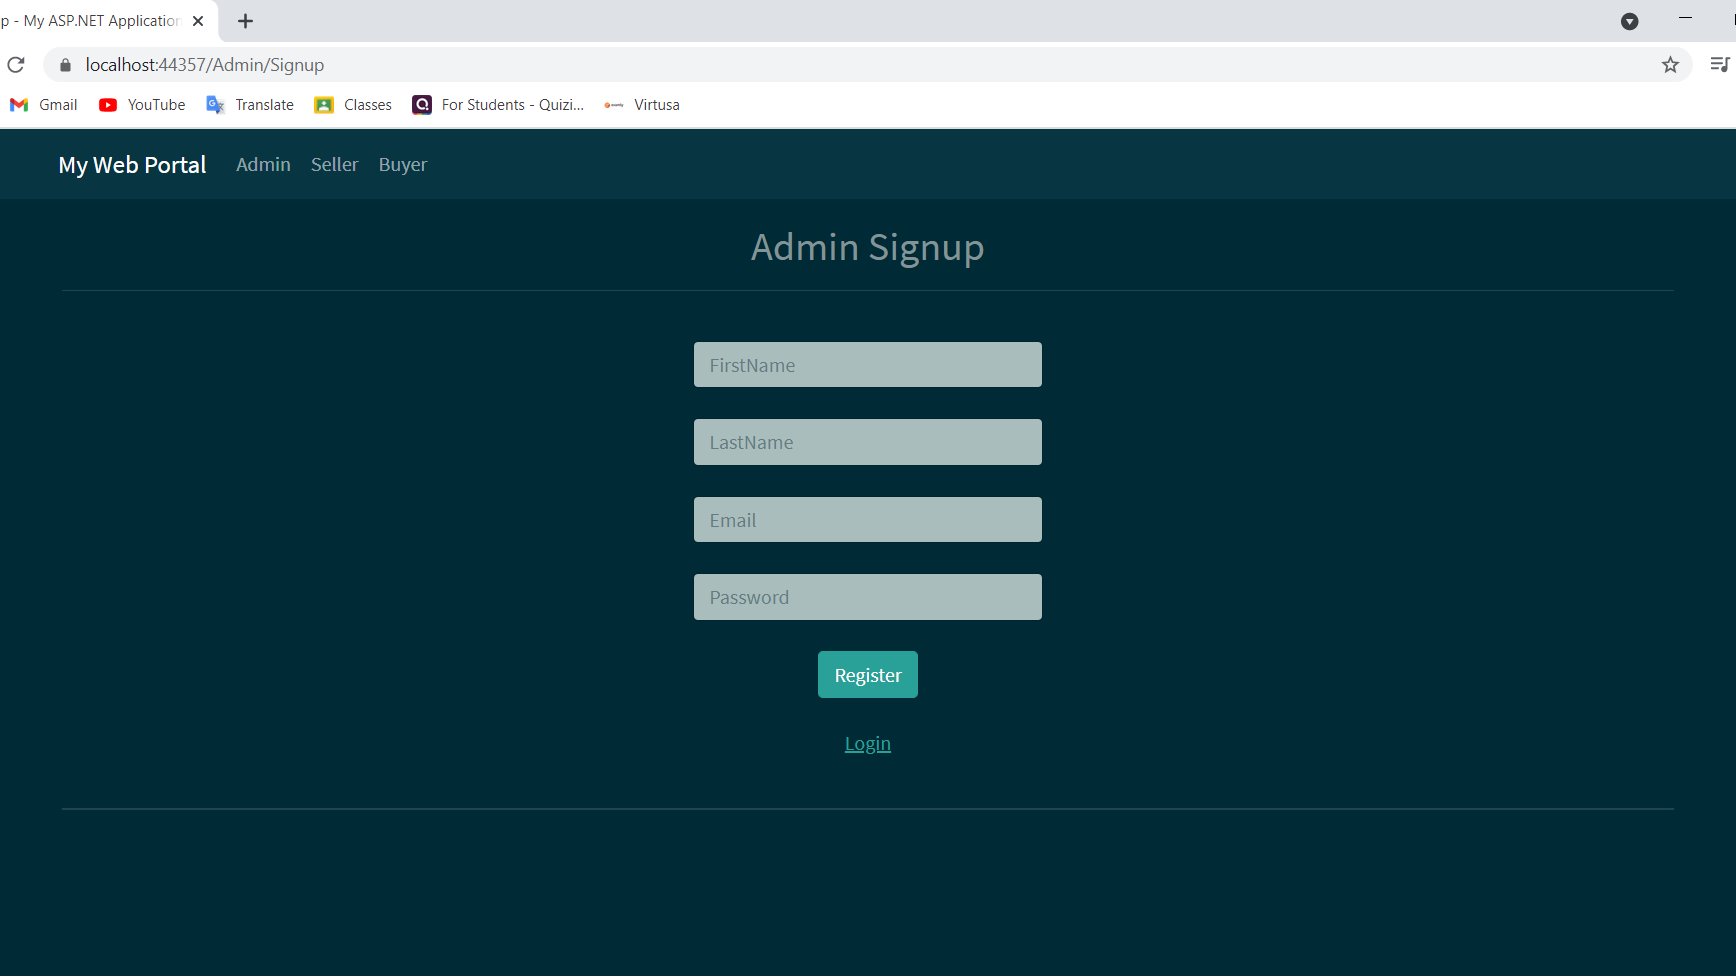 p - My ASP.NET Application
localhost:44357/Admin/Signup
Gmail YouTube Translate Classes For Students - Quizi... Virtusa
My Web Portal Admin Seller Buyer
Admin Signup
FirstName
LastName
Email
Password
Register
Login